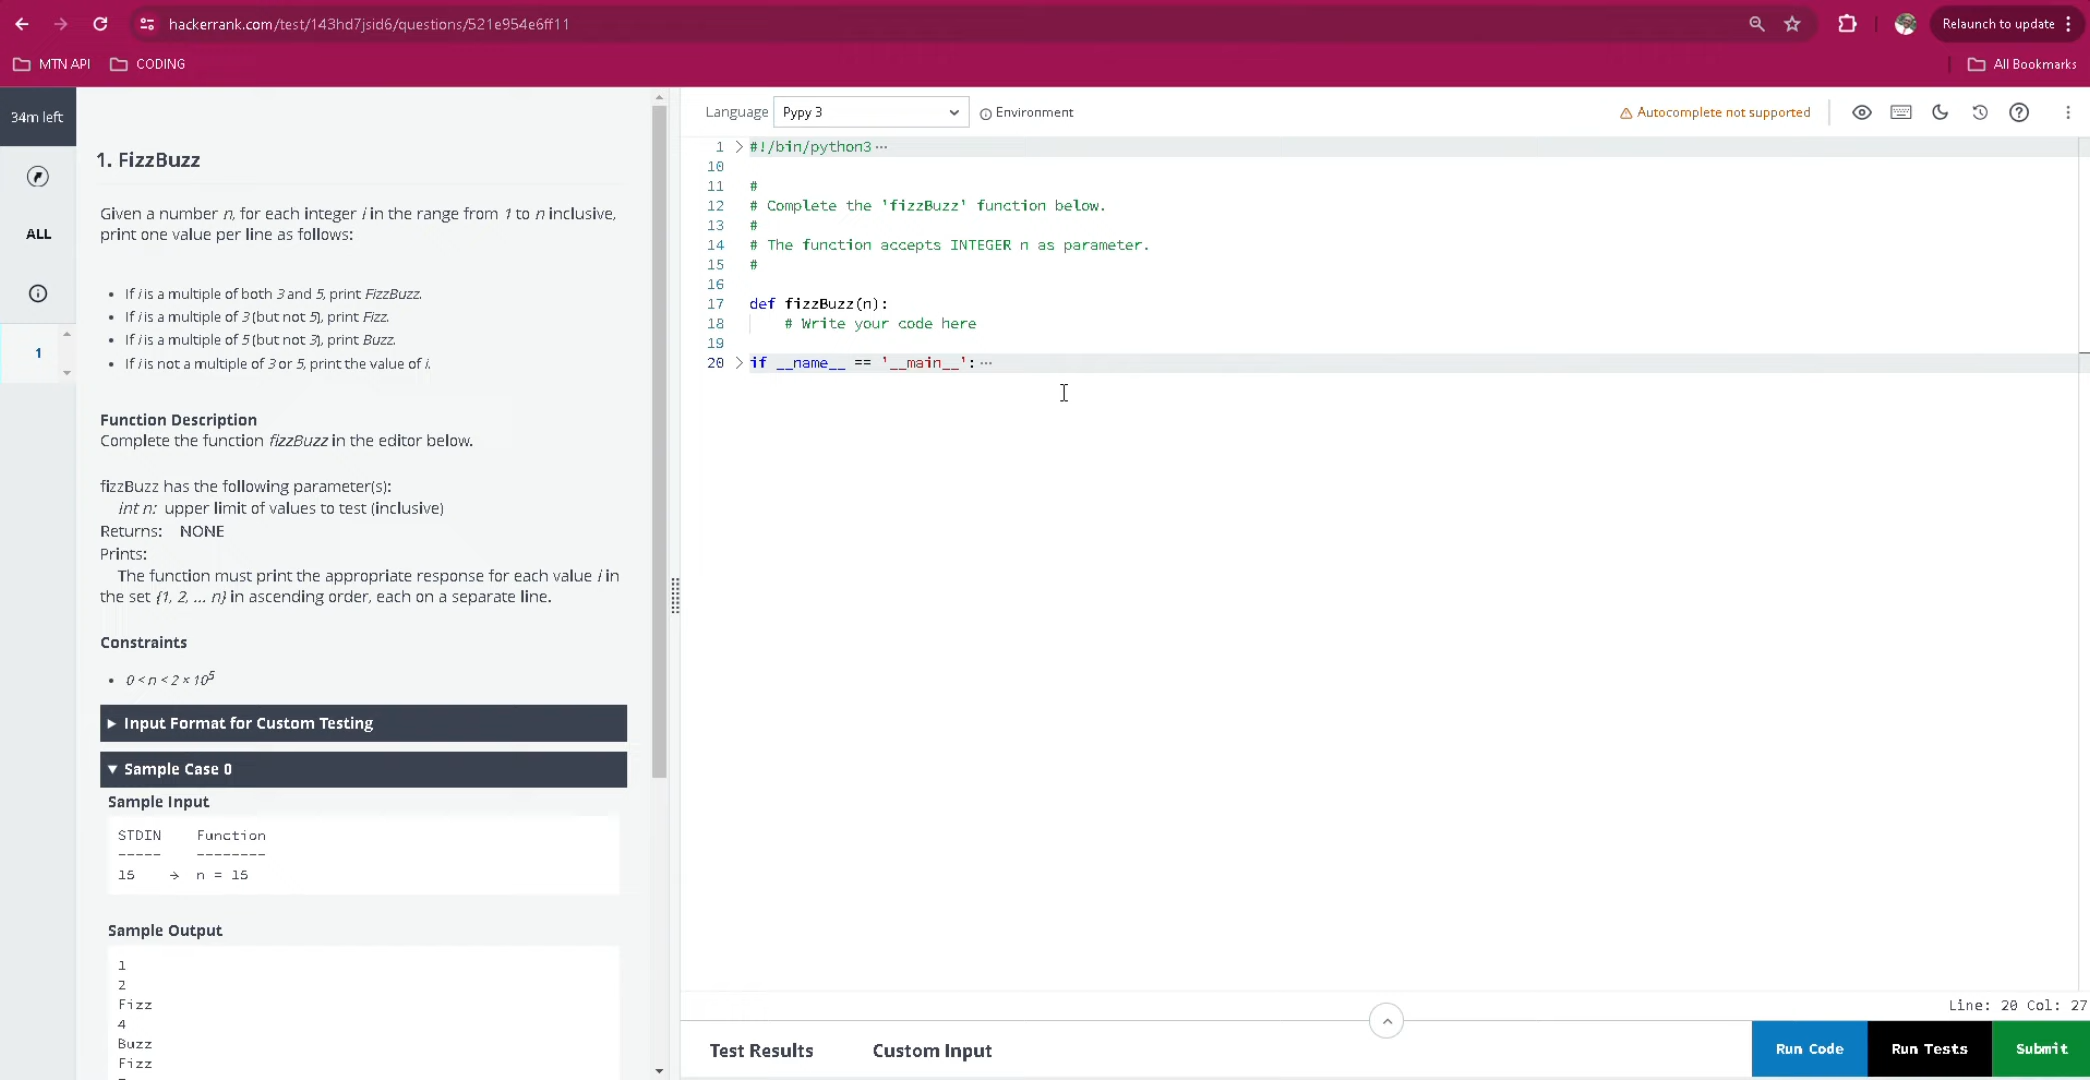 hackerrank.com/test/143hd7jsid6/questions/521e954e6ff11
Relaunch to update
MTN API
CODING
All Bookmarks
34m left
ALL
1
1. FizzBuzz
Given a number n, for each integer i in the range from 1 to n inclusive,
print one value per line as follows:
• If i is a multiple of both 3 and 5, print FizzBuzz.
• If i is a multiple of 3 (but not 5), print Fizz.
• If i is a multiple of 5 (but not 3), print Buzz.
• If i is not a multiple of 3 or 5, print the value of i.
Function Description
Complete the function fizzBuzz in the editor below.
fizzBuzz has the following parameter(s):
int n: upper limit of values to test (inclusive)
Returns: NONE
Prints:
The function must print the appropriate response for each value i in
the set {1, 2, ... n} in ascending order, each on a separate line.
Constraints
• 0 < n < 2 × 10^5
Input Format for Custom Testing
Sample Case 0
Sample Input
STDIN Function
----- --------
15 → n = 15
Sample Output
1
2
Fizz
4
Buzz
Fizz
Language Pypy 3 Environment
Autocomplete not supported
1 #!/bin/python3 ···
10
11 #
12 # Complete the 'fizzBuzz' function below.
13 #
14 # The function accepts INTEGER n as parameter.
15 #
16
17 def fizzBuzz(n):
18 # Write your code here
19
20 if __name__ == '__main__': ···
Line: 20 Col: 27
Test Results
Custom Input
Run Code
Run Tests
Submit